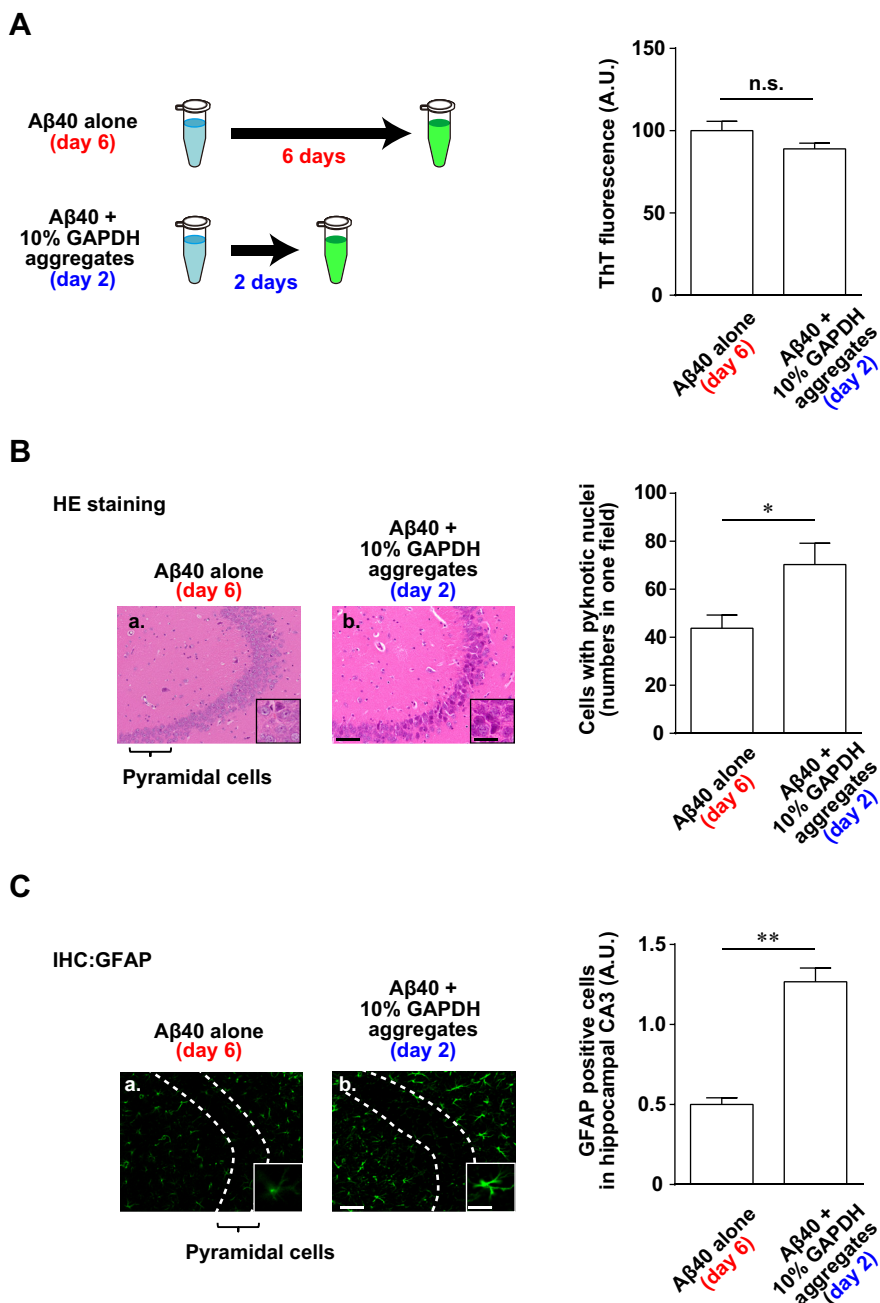 A
Aβ40 alone
(day 6)
6 days
Aβ40 +
10% GAPDH
aggregates
(day 2)
2 days
ThT fluorescence (A.U.)
150
100
50
0
n.s.
Aβ40 alone
(day 6)
Aβ40 +
10% GAPDH
aggregates
(day 2)
B
HE staining
Aβ40 alone
(day 6)
Aβ40 +
10% GAPDH
aggregates
(day 2)
a.
b.
Pyramidal cells
Cells with pyknotic nuclei
(numbers in one field)
100
80
60
40
20
0
*
Aβ40 alone
(day 6)
Aβ40 +
10% GAPDH
aggregates
(day 2)
C
IHC:GFAP
Aβ40 alone
(day 6)
Aβ40 +
10% GAPDH
aggregates
(day 2)
a.
b.
Pyramidal cells
GFAP positive cells
in hippocampal CA3 (A.U.)
1.5
1.0
0.5
0
**
Aβ40 alone
(day 6)
Aβ40 +
10% GAPDH
aggregates
(day 2)